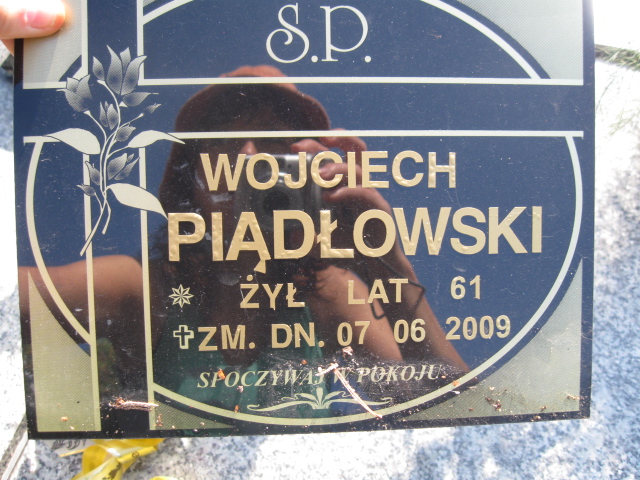 S.P.
WOJCIECH
PIĄDŁOWSKI
ŻYŁ LAT 61
ZM. DN. 07 06 2009
SPOCZYWAJ W POKOJU